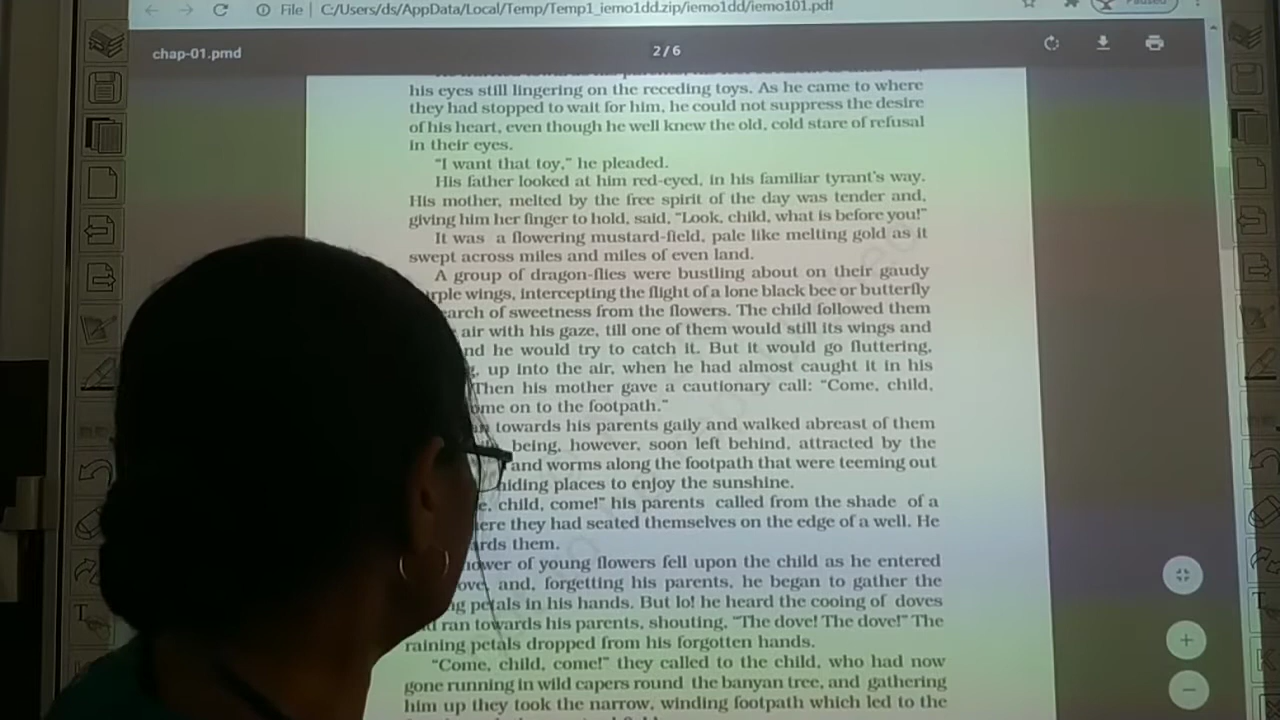 File | C:/Users/ds/AppData/Local/Temp/Temp1_iemo1dd.zip/iemo1dd/iemo101.pdf
Paused
chap-01.pmd
2 / 6
his eyes still lingering on the receding toys. As he came to where
they had stopped to wait for him, he could not suppress the desire
of his heart, even though he well knew the old, cold stare of refusal
in their eyes.
“I want that toy,” he pleaded.
His father looked at him red-eyed, in his familiar tyrant's way.
His mother, melted by the free spirit of the day was tender and,
giving him her finger to hold, said, “Look, child, what is before you!”
It was a flowering mustard-field, pale like melting gold as it
swept across miles and miles of even land.
A group of dragon-flies were bustling about on their gaudy
rple wings, intercepting the flight of a lone black bee or butterfly
arch of sweetness from the flowers. The child followed them
air with his gaze, till one of them would still its wings and
nd he would try to catch it. But it would go fluttering,
up into the air, when he had almost caught it in his
Then his mother gave a cautionary call: “Come, child,
ome on to the footpath.”
towards his parents gaily and walked abreast of them
being, however, soon left behind, attracted by the
and worms along the footpath that were teeming out
hiding places to enjoy the sunshine.
e, child, come!” his parents called from the shade of a
ere they had seated themselves on the edge of a well. He
ards them.
ower of young flowers fell upon the child as he entered
ove, and, forgetting his parents, he began to gather the
g petals in his hands. But lo! he heard the cooing of doves
ran towards his parents, shouting, “The dove! The dove!” The
raining petals dropped from his forgotten hands.
“Come, child, come!” they called to the child, who had now
gone running in wild capers round the banyan tree, and gathering
him up they took the narrow, winding footpath which led to the